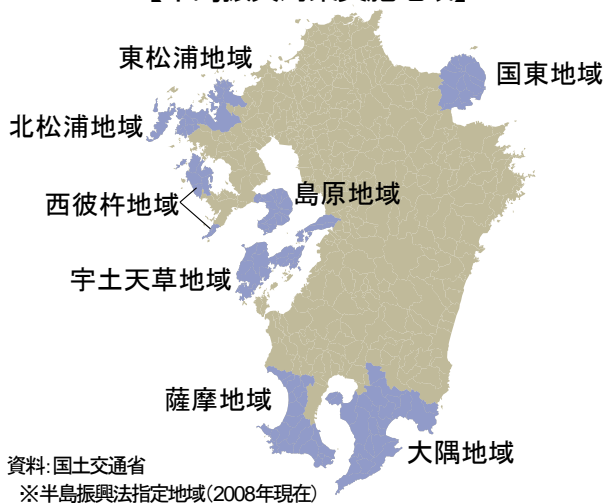 東松浦地域
国東地域
北松浦地域
島原地域
西彼杵地域
宇土天草地域
薩摩地域
大隅地域
資料:国土交通省
※半島振興法指定地域(2008年現在)